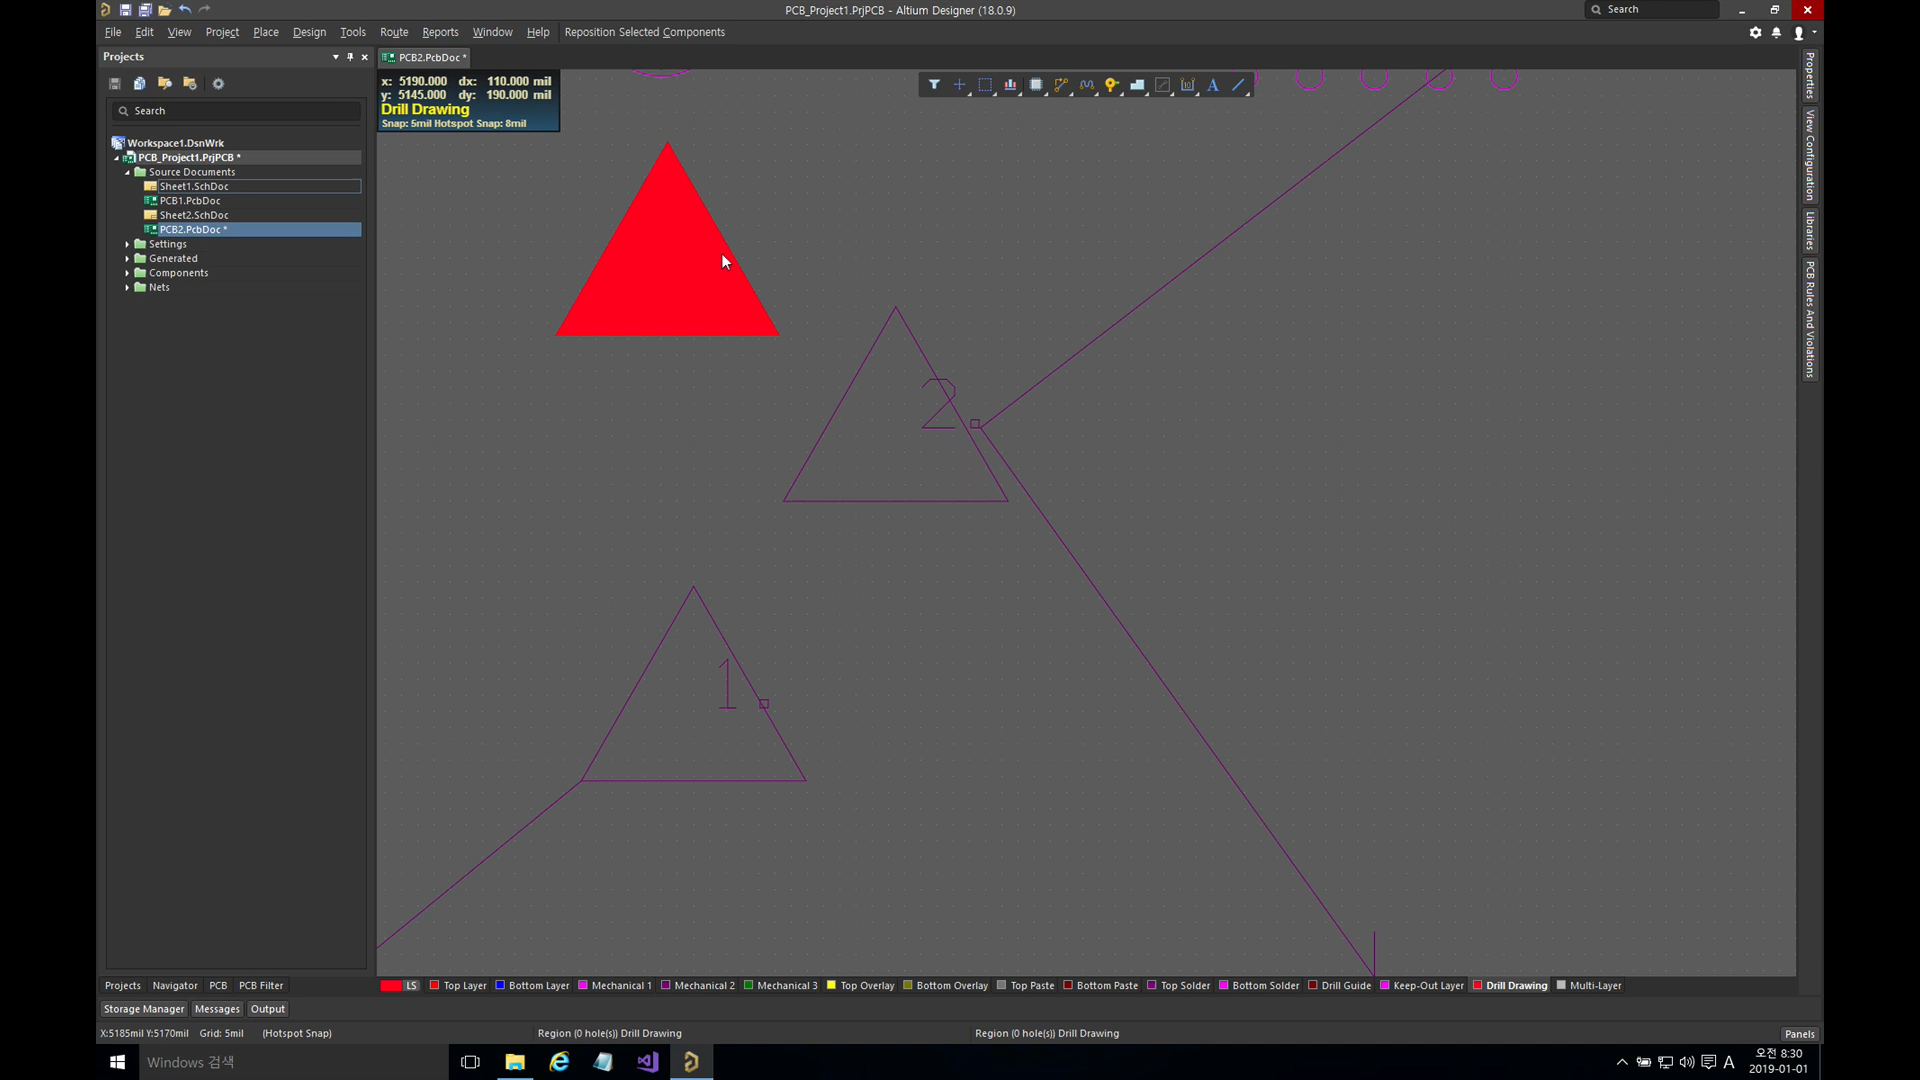 PCB_Project1.PrjPCB - Altium Designer (18.0.9)
Search
File Edit View Project Place Design Tools Route Reports Window Help Reposition Selected Components
Projects
PCB2.PcbDoc *
x: 5190.000 dx: 110.000 mil
y: 5145.000 dy: 190.000 mil
Drill Drawing
Snap: 5mil Hotspot Snap: 8mil
Search
Workspace1.DsnWrk
PCB_Project1.PrjPCB *
Source Documents
Sheet1.SchDoc
PCB1.PcbDoc
Sheet2.SchDoc
PCB2.PcbDoc *
Settings
Generated
Components
Nets
2
1
Properties
View Configuration
Libraries
PCB Rules And Violations
Projects Navigator PCB PCB Filter
LS Top Layer Bottom Layer Mechanical 1 Mechanical 2 Mechanical 3 Top Overlay Bottom Overlay Top Paste Bottom Paste Top Solder Bottom Solder Drill Guide Keep-Out Layer Drill Drawing Multi-Layer
Storage Manager Messages Output
X:5185mil Y:5170mil Grid: 5mil (Hotspot Snap) Region (0 hole(s)) Drill Drawing Region (0 hole(s)) Drill Drawing Panels
Windows 검색
A
오전 8:30
2019-01-01